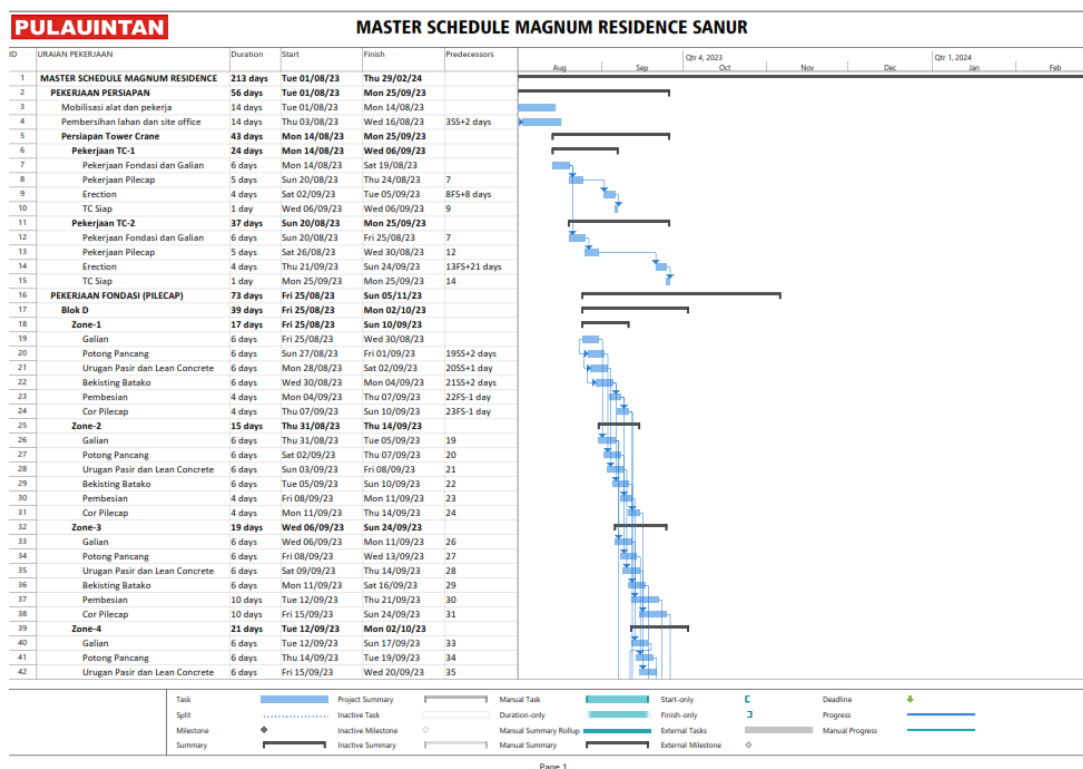 PULAUINTAN
MASTER SCHEDULE MAGNUM RESIDENCE SANUR
ID URAIAN PEKERJAAN Duration Start Finish Predecessors
Qtr 4, 2023 Qtr 1, 2024
Aug Sep Oct Nov Dec Jan Feb
1 MASTER SCHEDULE MAGNUM RESIDENCE 213 days Tue 01/08/23 Thu 29/02/24
2 PEKERJAAN PERSIAPAN 56 days Tue 01/08/23 Mon 25/09/23
3 Mobilisasi alat dan pekerja 14 days Tue 01/08/23 Mon 14/08/23
4 Pembersihan lahan dan site office 14 days Thu 03/08/23 Wed 16/08/23 3SS+2 days
5 Persiapan Tower Crane 43 days Mon 14/08/23 Mon 25/09/23
6 Pekerjaan TC-1 24 days Mon 14/08/23 Wed 06/09/23
7 Pekerjaan Fondasi dan Galian 6 days Mon 14/08/23 Sat 19/08/23
8 Pekerjaan Pilecap 5 days Sun 20/08/23 Thu 24/08/23 7
9 Erection 4 days Sat 02/09/23 Tue 05/09/23 8FS+8 days
10 TC Siap 1 day Wed 06/09/23 Wed 06/09/23 9
11 Pekerjaan TC-2 37 days Sun 20/08/23 Mon 25/09/23
12 Pekerjaan Fondasi dan Galian 6 days Sun 20/08/23 Fri 25/08/23 7
13 Pekerjaan Pilecap 5 days Sat 26/08/23 Wed 30/08/23 12
14 Erection 4 days Thu 21/09/23 Sun 24/09/23 13FS+21 days
15 TC Siap 1 day Mon 25/09/23 Mon 25/09/23 14
16 PEKERJAAN FONDASI (PILECAP) 73 days Fri 25/08/23 Sun 05/11/23
17 Blok D 39 days Fri 25/08/23 Mon 02/10/23
18 Zone-1 17 days Fri 25/08/23 Sun 10/09/23
19 Galian 6 days Fri 25/08/23 Wed 30/08/23
20 Potong Pancang 6 days Sun 27/08/23 Fri 01/09/23 19SS+2 days
21 Urugan Pasir dan Lean Concrete 6 days Mon 28/08/23 Sat 02/09/23 20SS+1 day
22 Bekisting Batako 6 days Wed 30/08/23 Mon 04/09/23 21SS+2 days
23 Pembesian 4 days Mon 04/09/23 Thu 07/09/23 22FS-1 day
24 Cor Pilecap 4 days Thu 07/09/23 Sun 10/09/23 23FS-1 day
25 Zone-2 15 days Thu 31/08/23 Thu 14/09/23
26 Galian 6 days Thu 31/08/23 Tue 05/09/23 19
27 Potong Pancang 6 days Sat 02/09/23 Thu 07/09/23 20
28 Urugan Pasir dan Lean Concrete 6 days Sun 03/09/23 Fri 08/09/23 21
29 Bekisting Batako 6 days Tue 05/09/23 Sun 10/09/23 22
30 Pembesian 4 days Fri 08/09/23 Mon 11/09/23 23
31 Cor Pilecap 4 days Mon 11/09/23 Thu 14/09/23 24
32 Zone-3 19 days Wed 06/09/23 Sun 24/09/23
33 Galian 6 days Wed 06/09/23 Mon 11/09/23 26
34 Potong Pancang 6 days Fri 08/09/23 Wed 13/09/23 27
35 Urugan Pasir dan Lean Concrete 6 days Sat 09/09/23 Thu 14/09/23 28
36 Bekisting Batako 6 days Mon 11/09/23 Sat 16/09/23 29
37 Pembesian 10 days Tue 12/09/23 Thu 21/09/23 30
38 Cor Pilecap 10 days Fri 15/09/23 Sun 24/09/23 31
39 Zone-4 21 days Tue 12/09/23 Mon 02/10/23
40 Galian 6 days Tue 12/09/23 Sun 17/09/23 33
41 Potong Pancang 6 days Thu 14/09/23 Tue 19/09/23 34
42 Urugan Pasir dan Lean Concrete 6 days Fri 15/09/23 Wed 20/09/23 35
Task Project Summary Manual Task Start-only Deadline
Split Inactive Task Duration-only Finish-only Progress
Milestone Inactive Milestone Manual Summary Rollup External Tasks Manual Progress
Summary Inactive Summary Manual Summary External Milestone
Page 1